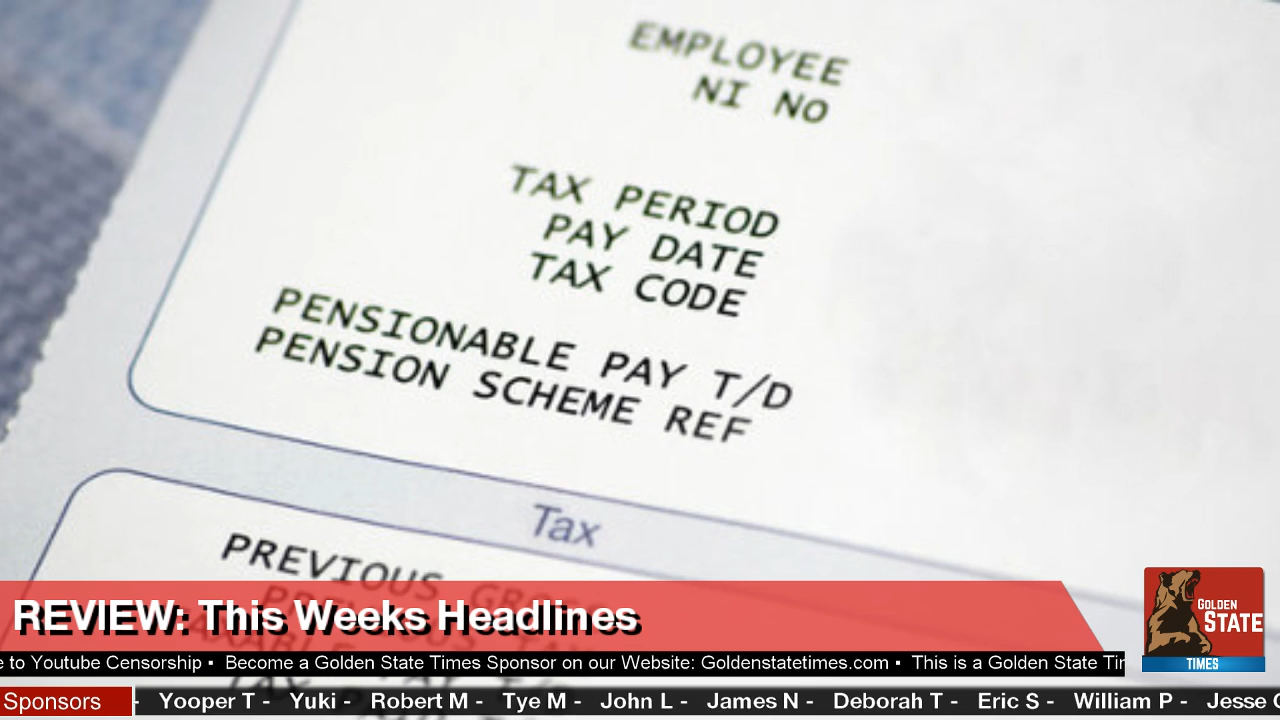 EMPLOYEE
NI NO
TAX PERIOD
PAY DATE
TAX CODE
PENSIONABLE PAY T/D
PENSION SCHEME REF
Tax
PREVIOUS
REVIEW: This Weeks Headlines
GOLDEN
STATE
TIMES
e to Youtube Censorship ▪ Become a Golden State Times Sponsor on our Website: Goldenstatetimes.com ▪ This is a Golden State Ti
Sponsors - Yooper T - Yuki - Robert M - Tye M - John L - James N - Deborah T - Eric S - William P - Jesse